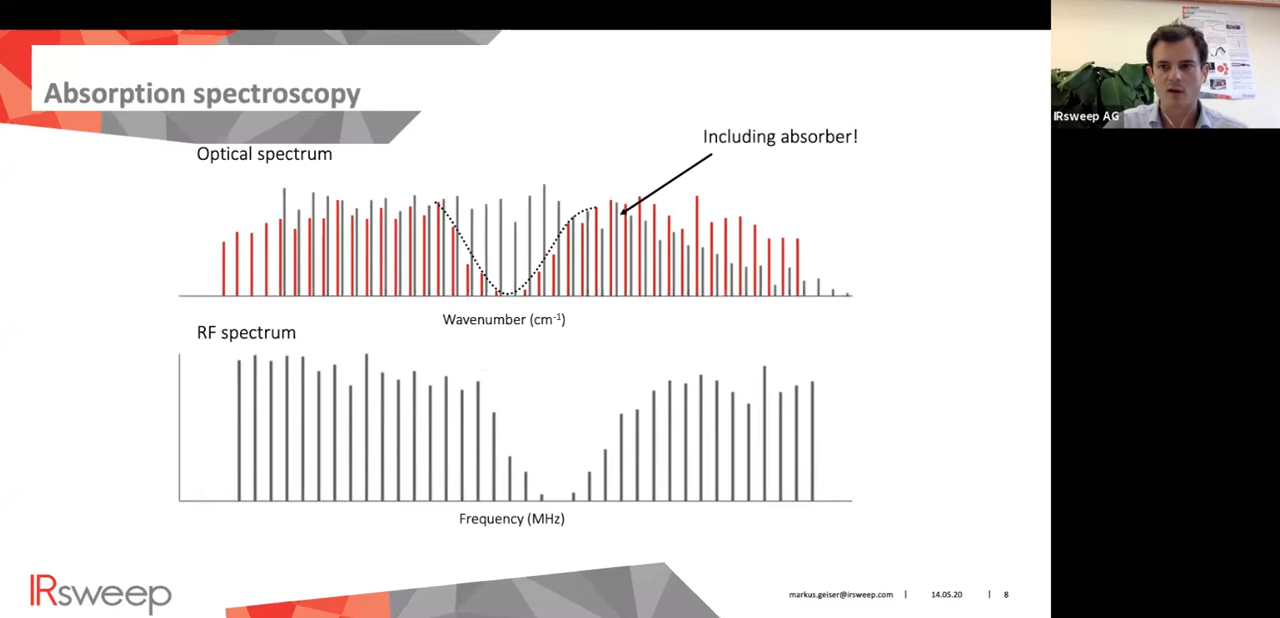 Absorption spectroscopy
IRsweep AG
Including absorber!
Optical spectrum
Wavenumber (cm⁻¹)
RF spectrum
Frequency (MHz)
IRsweep
markus.geiser@irsweep.com | 14.05.20 | 8